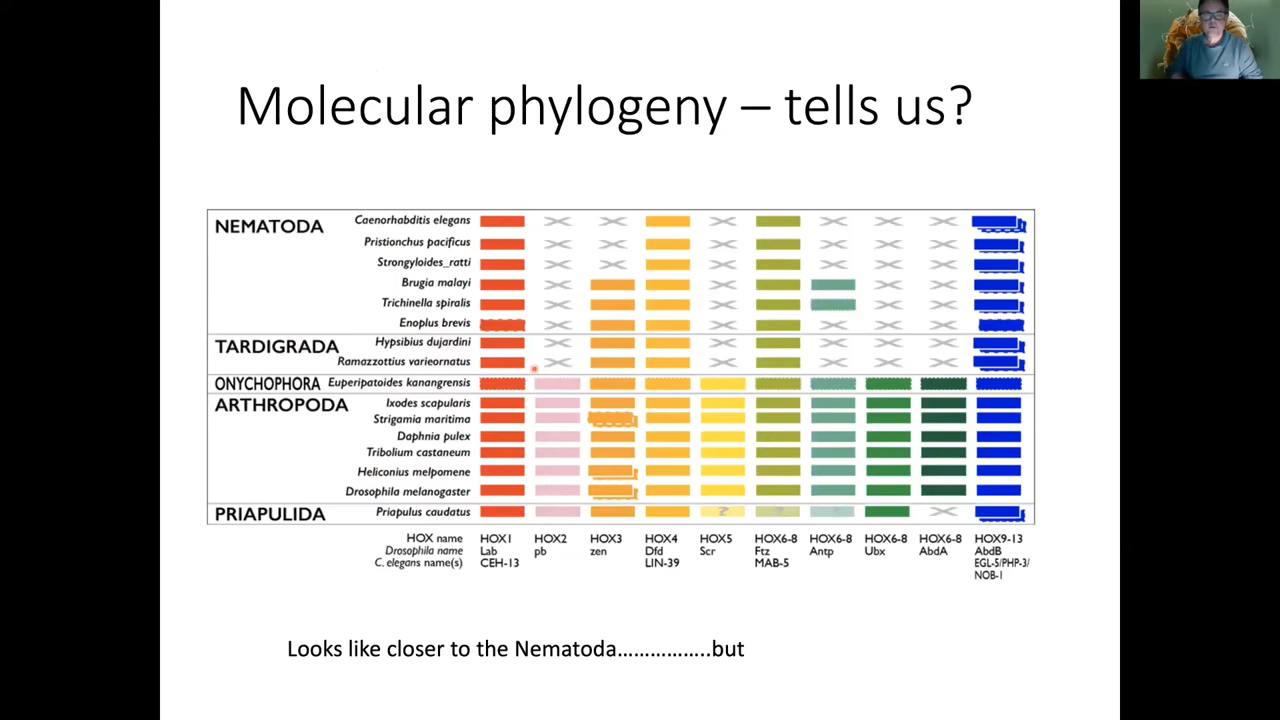 Molecular phylogeny – tells us?
NEMATODA
Caenorhabditis elegans
Pristionchus pacificus
Strongyloides_ratti
Brugia malayi
Trichinella spiralis
Enoplus brevis
TARDIGRADA
Hypsibius dujardini
Ramazzottius varieornatus
ONYCHOPHORA Euperipatoides kanangrensis
ARTHROPODA
Ixodes scapularis
Strigamia maritima
Daphnia pulex
Tribolium castaneum
Heliconius melpomene
Drosophila melanogaster
PRIAPULIDA Priapulus caudatus ? ? ?
HOX name HOX1 HOX2 HOX3 HOX4 HOX5 HOX6-8 HOX6-8 HOX6-8 HOX6-8 HOX9-13
Drosophila name Lab pb zen Dfd Scr Ftz Antp Ubx AbdA AbdB
C. elegans name(s) CEH-13 LIN-39 MAB-5 EGL-5/PHP-3/
NOB-1
Looks like closer to the Nematoda……………..but